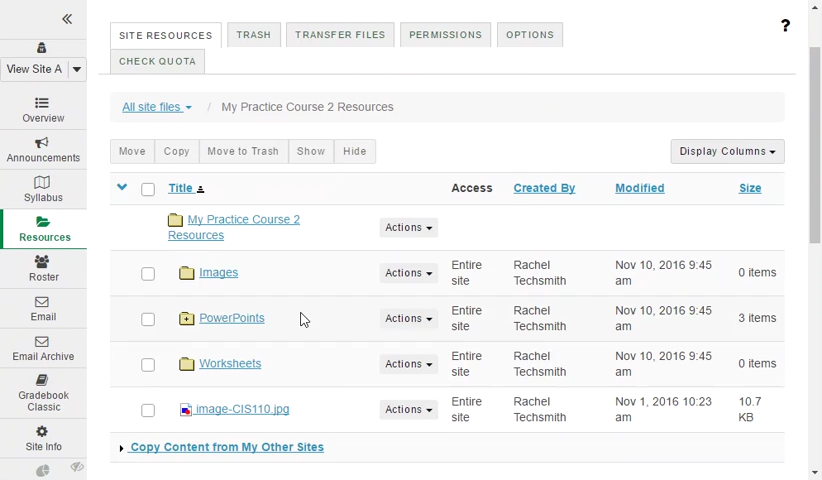 View Site A
Overview
Announcements
Syllabus
Resources
Roster
Email
Email Archive
Gradebook
Classic
Site Info
SITE RESOURCES
TRASH
TRANSFER FILES
PERMISSIONS
OPTIONS
?
CHECK QUOTA
All site files / My Practice Course 2 Resources
Move Copy Move to Trash Show Hide Display Columns
Title Access Created By Modified Size
My Practice Course 2
Resources
Actions
Images
Actions
Entire
site
Rachel
Techsmith
Nov 10, 2016 9:45
am
0 items
PowerPoints
Actions
Entire
site
Rachel
Techsmith
Nov 10, 2016 9:45
am
3 items
Worksheets
Actions
Entire
site
Rachel
Techsmith
Nov 10, 2016 9:45
am
0 items
image-CIS110.jpg
Actions
Entire
site
Rachel
Techsmith
Nov 1, 2016 10:23
am
10.7
KB
Copy Content from My Other Sites